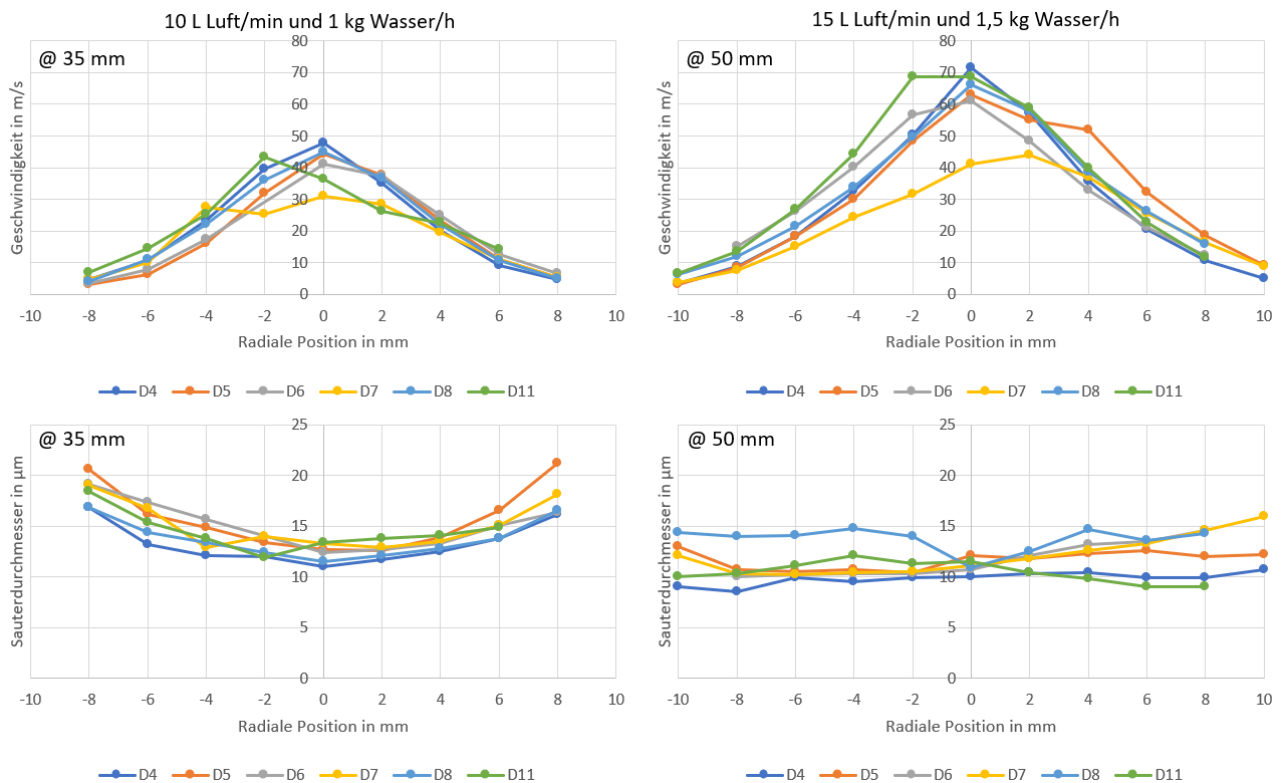 10 L Luft/min und 1 kg Wasser/h
@ 35 mm
Geschwindigkeit in m/s
80
70
60
50
40
30
20
10
0
-10 -8 -6 -4 -2 0 2 4 6 8 10
Radiale Position in mm
D4 D5 D6 D7 D8 D11
15 L Luft/min und 1,5 kg Wasser/h
@ 50 mm
Geschwindigkeit in m/s
80
70
60
50
40
30
20
10
0
-10 -8 -6 -4 -2 0 2 4 6 8 10
Radiale Position in mm
D4 D5 D6 D7 D8 D11
@ 35 mm
Sauterdurchmesser in µm
25
20
15
10
5
0
-10 -8 -6 -4 -2 0 2 4 6 8 10
Radiale Position in mm
D4 D5 D6 D7 D8 D11
@ 50 mm
Sauterdurchmesser in µm
25
20
15
10
5
0
-10 -8 -6 -4 -2 0 2 4 6 8 10
Radiale Position in mm
D4 D5 D6 D7 D8 D11